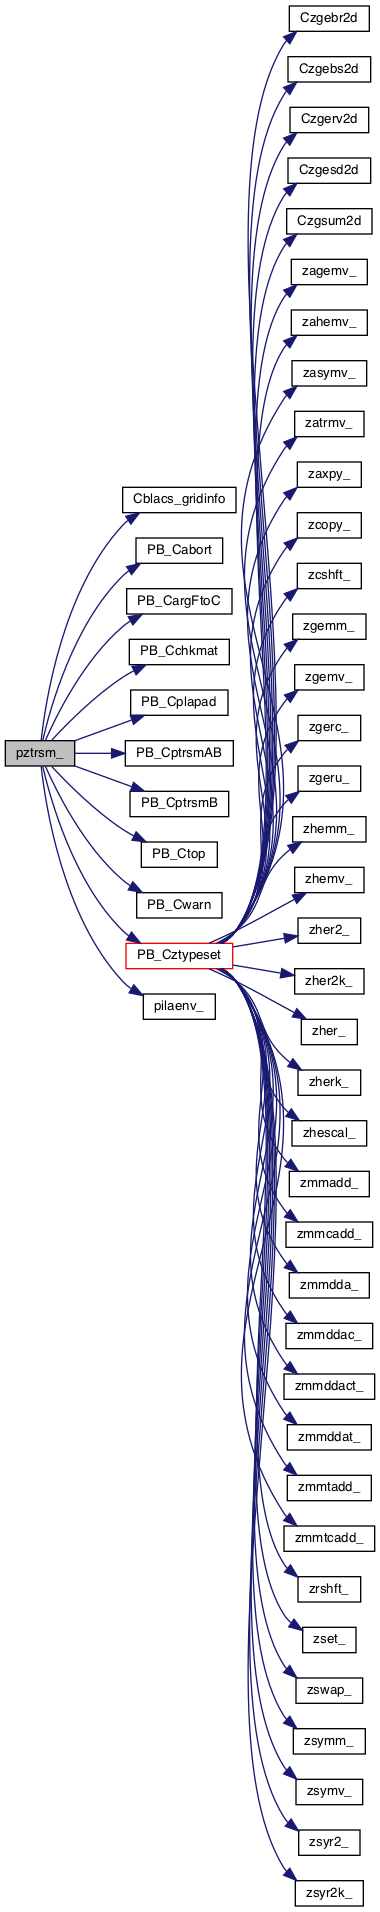 Czgebr2d
Czgebs2d
Czgerv2d
Czgesd2d
Czgsum2d
zagemv_
zahemv_
zasymv_
zatrmv_
zaxpy_
zcopy_
zcshft_
zgemm_
zgemv_
zgerc_
zgeru_
zhemm_
zhemv_
zher2_
zher2k_
zher_
zherk_
zhescal_
zmmadd_
zmmcadd_
zmmdda_
zmmddac_
zmmddact_
zmmddat_
zmmtadd_
zmmtcadd_
zrshft_
zset_
zswap_
zsymm_
zsymv_
zsyr2_
zsyr2k_
Cblacs_gridinfo
PB_Cabort
PB_CargFtoC
PB_Cchkmat
PB_Cplapad
PB_CptrsmAB
PB_CptrsmB
PB_Ctop
PB_Cwarn
PB_Cztypeset
pilaenv_
pztrsm_